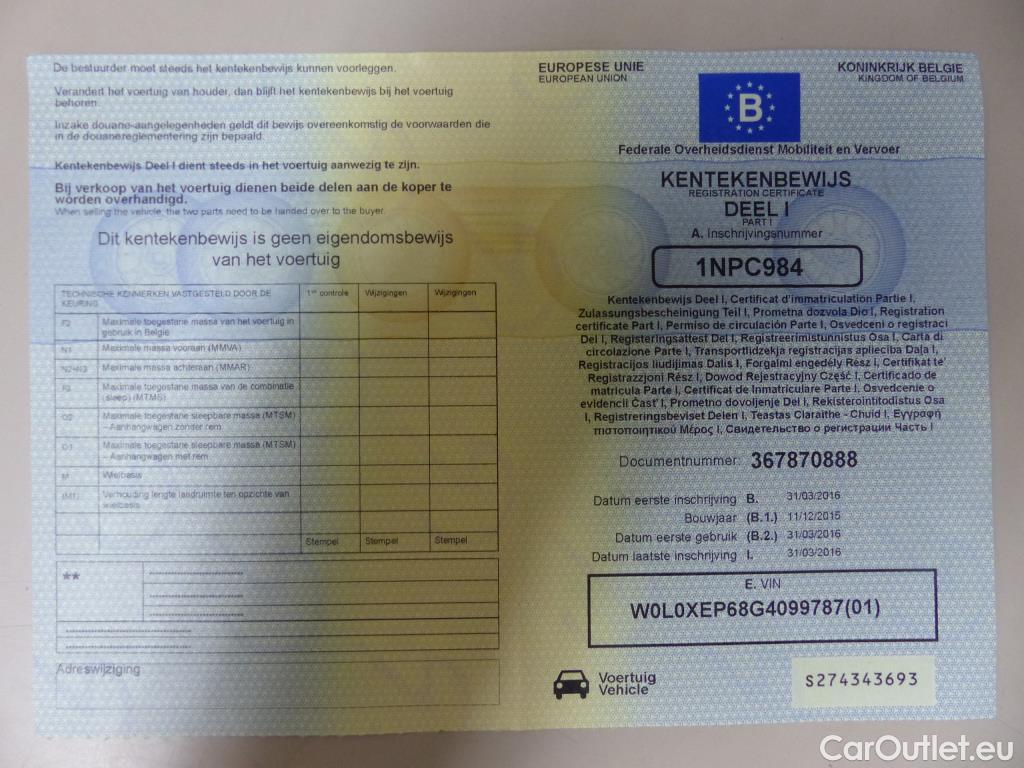 De bestuurder moet steeds het kentekenbewijs kunnen voorleggen.
Verandert het voertuig van houder, dan blijft het kentekenbewijs bij het voertuig
behoren.
Inzake douane-aangelegenheden geldt dit bewijs overeenkomstig de voorwaarden die
in de douanereglementering zijn bepaald.
Kentekenbewijs Deel I dient steeds in het voertuig aanwezig te zijn.
Bij verkoop van het voertuig dienen beide delen aan de koper te
worden overhandigd.
When selling the vehicle, the two parts need to be handed over to the buyer.
Dit kentekenbewijs is geen eigendomsbewijs
van het voertuig
TECHNISCHE KENMERKEN VASTGESTELD DOOR DE
KEURING
1ste controle
Wijzigingen
Wijzigingen
F2 Maximale toegestane massa van het voertuig in
gebruik in België
N1 Maximale massa vooraan (MMVA)
N2+N3 Maximale massa achteraan (MMAR)
F3 Maximale toegestane massa van de combinatie
(sleep) (MTMS)
O2 Maximale toegestane sleepbare massa (MTSM)
– Aanhangwagen zonder rem
O1 Maximale toegestane sleepbare massa (MTSM)
– Aanhangwagen met rem
M Wielbasis
(M1) Verhouding lengte laadruimte ten opzichte van
wielbasis
Stempel Stempel Stempel
**
Adreswijziging
EUROPESE UNIE
EUROPEAN UNION
KONINKRIJK BELGIE
KINGDOM OF BELGIUM
B
Federale Overheidsdienst Mobiliteit en Vervoer
KENTEKENBEWIJS
REGISTRATION CERTIFICATE
DEEL I
PART I
A. Inschrijvingsnummer
1NPC984
Kentekenbewijs Deel I, Certificat d'immatriculation Partie I,
Zulassungsbescheinigung Teil I, Prometna dozvola Dio I, Registration
certificate Part I, Permiso de circulación Parte I, Osvedceni o registraci
Del I, Registeringsattest Del I, Registreerimistunnistus Osa I, Carta di
circolazione Parte I, Transportlidzekja registracijas apliecība Daļa I,
Registracijos liudijimas Dalis I, Forgalmi engedély Rész I, Certifikat te'
Registrazzjoni Rész I, Dowod Rejestracyjny Część I, Certificado de
matricula Parte I, Certificat de Inmatriculare Parte I, Osvedcenie o
evidencii Časť I, Prometno dovoljenje Del I, Rekisterointitodistus Osa
I, Registreringsbeviset Delen I, Teastas Claraithe - Chuid I, Εγγραφή
πιστοποιητικού Μέρος I, Свидетельство о регистрации Часть I
Documentnummer: 367870888
Datum eerste inschrijving B. 31/03/2016
Bouwjaar (B.1.) 11/12/2015
Datum eerste gebruik (B.2.) 31/03/2016
Datum laatste inschrijving I. 31/03/2016
E. VIN
W0L0XEP68G4099787(01)
Voertuig
Vehicle
S274343693
CarOutlet.eu